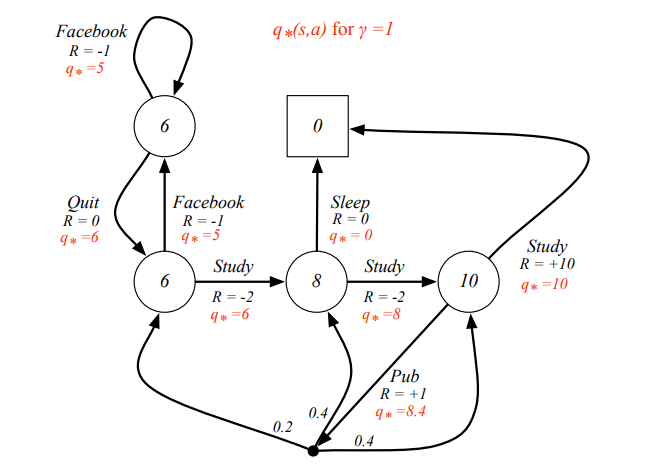 q*(s,a) for γ =1
Facebook
R = -1
q* =5
6
0
Quit
R = 0
q* =6
Facebook
R = -1
q* =5
Sleep
R = 0
q* = 0
Study
R = +10
q* =10
6
Study
R = -2
q* =6
8
Study
R = -2
q* =8
10
Pub
R = +1
q* =8.4
0.2
0.4
0.4